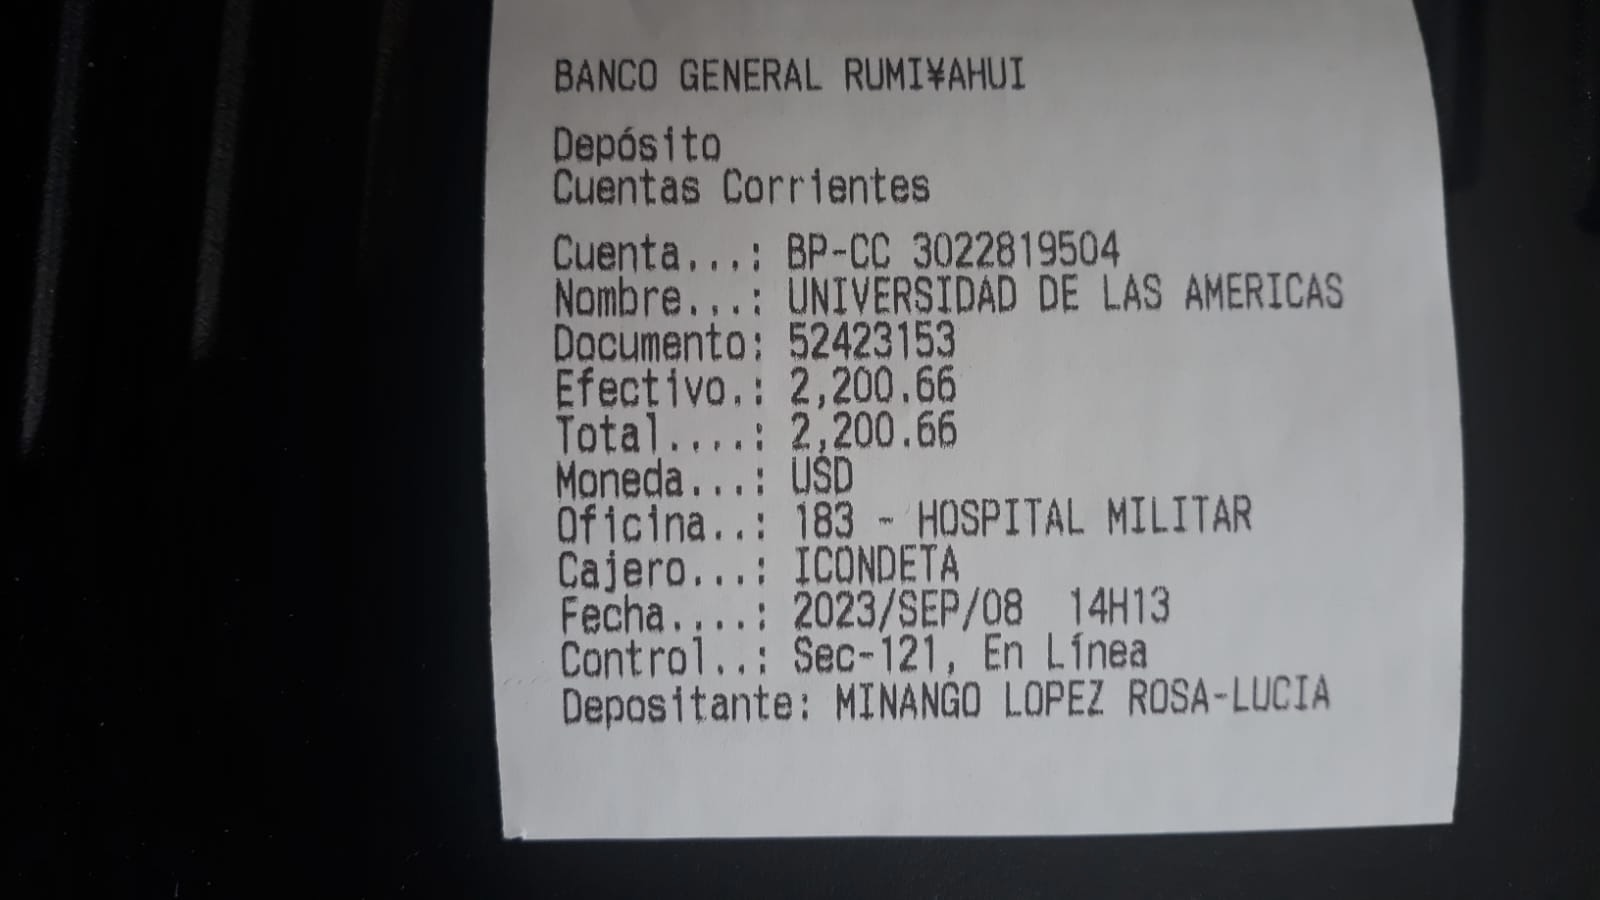 BANCO GENERAL RUMI¥AHUI
Depósito
Cuentas Corrientes
Cuenta...: BP-CC 3022819504
Nombre...: UNIVERSIDAD DE LAS AMERICAS
Documento: 52423153
Efectivo.: 2,200.66
Total....: 2,200.66
Moneda...: USD
Oficina..: 183 - HOSPITAL MILITAR
Cajero...: ICONDETA
Fecha....: 2023/SEP/08  14H13
Control..: Sec-121, En Línea
Depositante: MINANGO LOPEZ ROSA-LUCIA